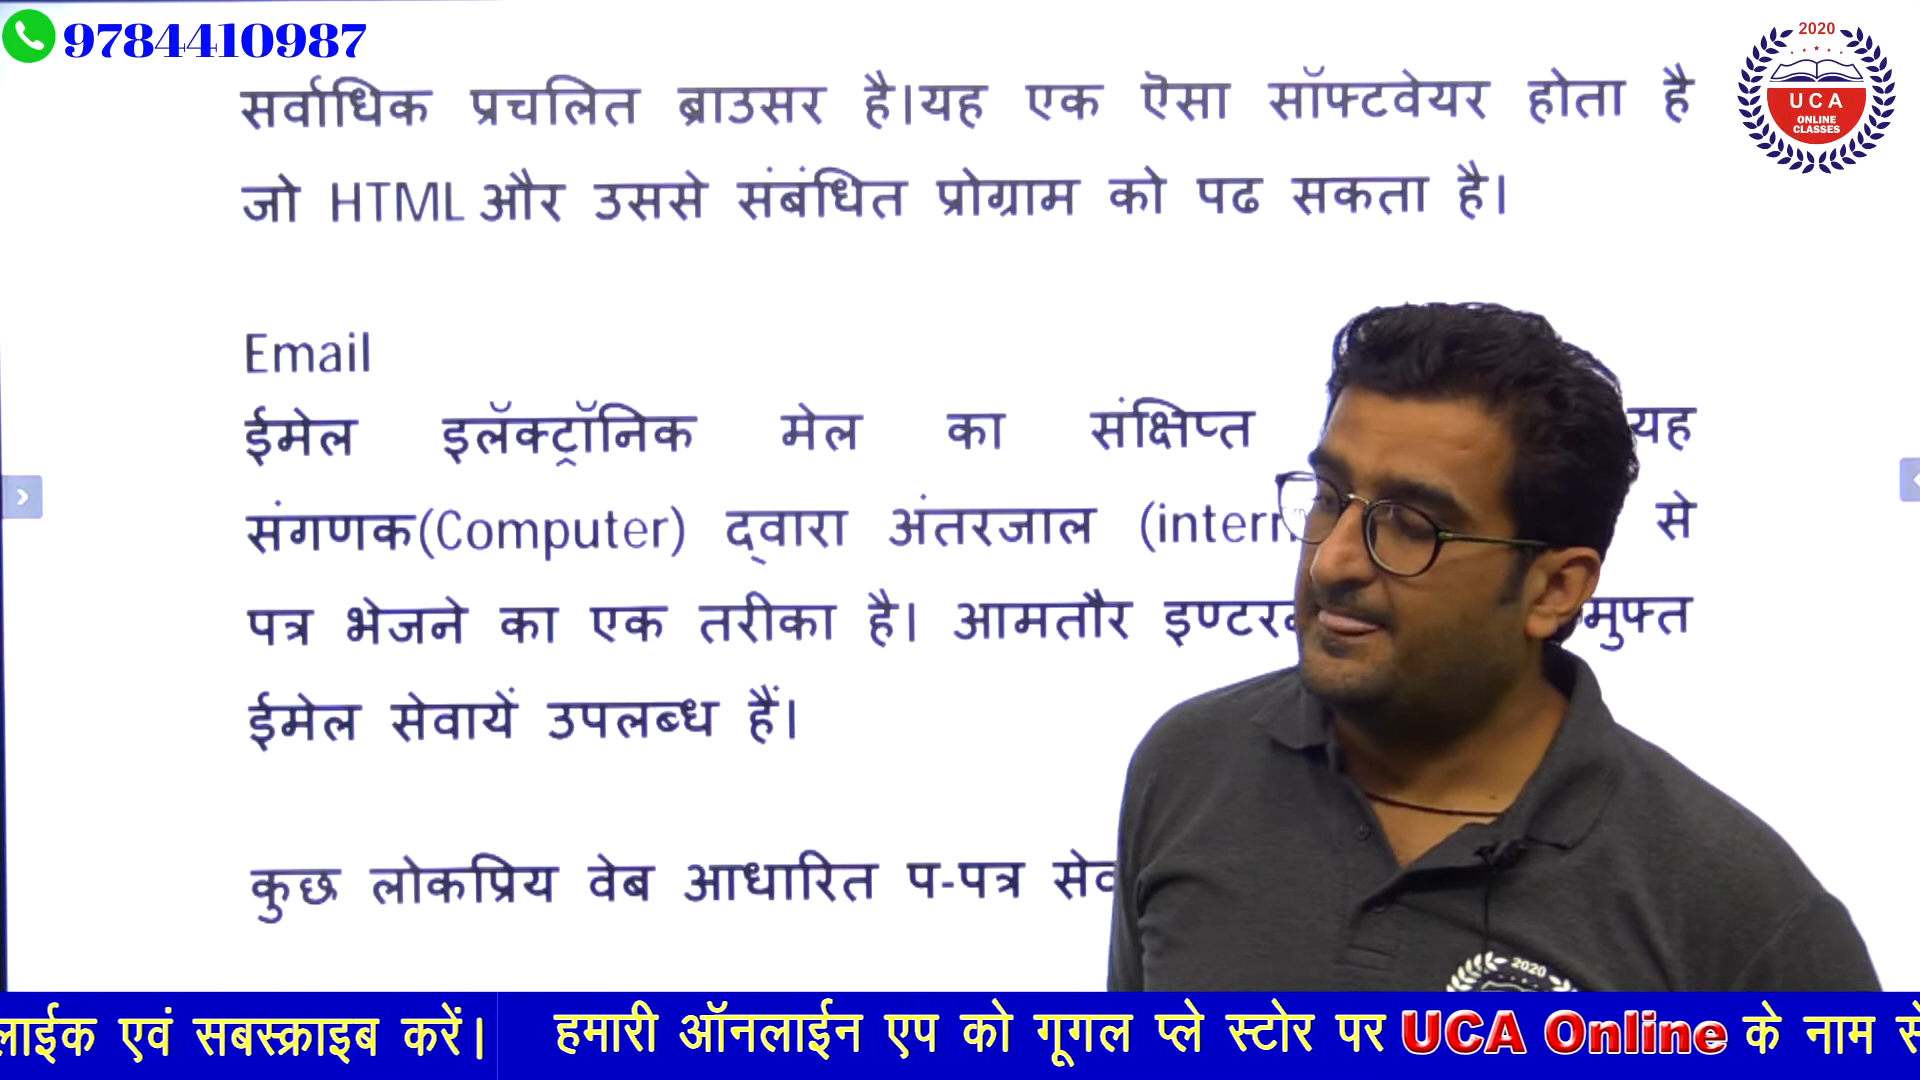 9784410987
2020
UCA
ONLINE
CLASSES
सर्वाधिक प्रचलित ब्राउसर है।यह एक ऎसा सॉफ्टवेयर होता है
जो HTML और उससे संबंधित प्रोग्राम को पढ सकता है।
Email
ईमेल इलॅक्ट्रॉनिक मेल का संक्षिप्त यह
संगणक(Computer) द्वारा अंतरजाल से
पत्र भेजने का एक तरीका है। आमतौर मुफ्त
ईमेल सेवायें उपलब्ध हैं।
कुछ लोकप्रिय वेब आधारित प-पत्र
2020
लाईक एवं सबस्क्राइब करें। हमारी ऑनलाईन एप को गूगल प्ले स्टोर पर UCA Online के नाम से